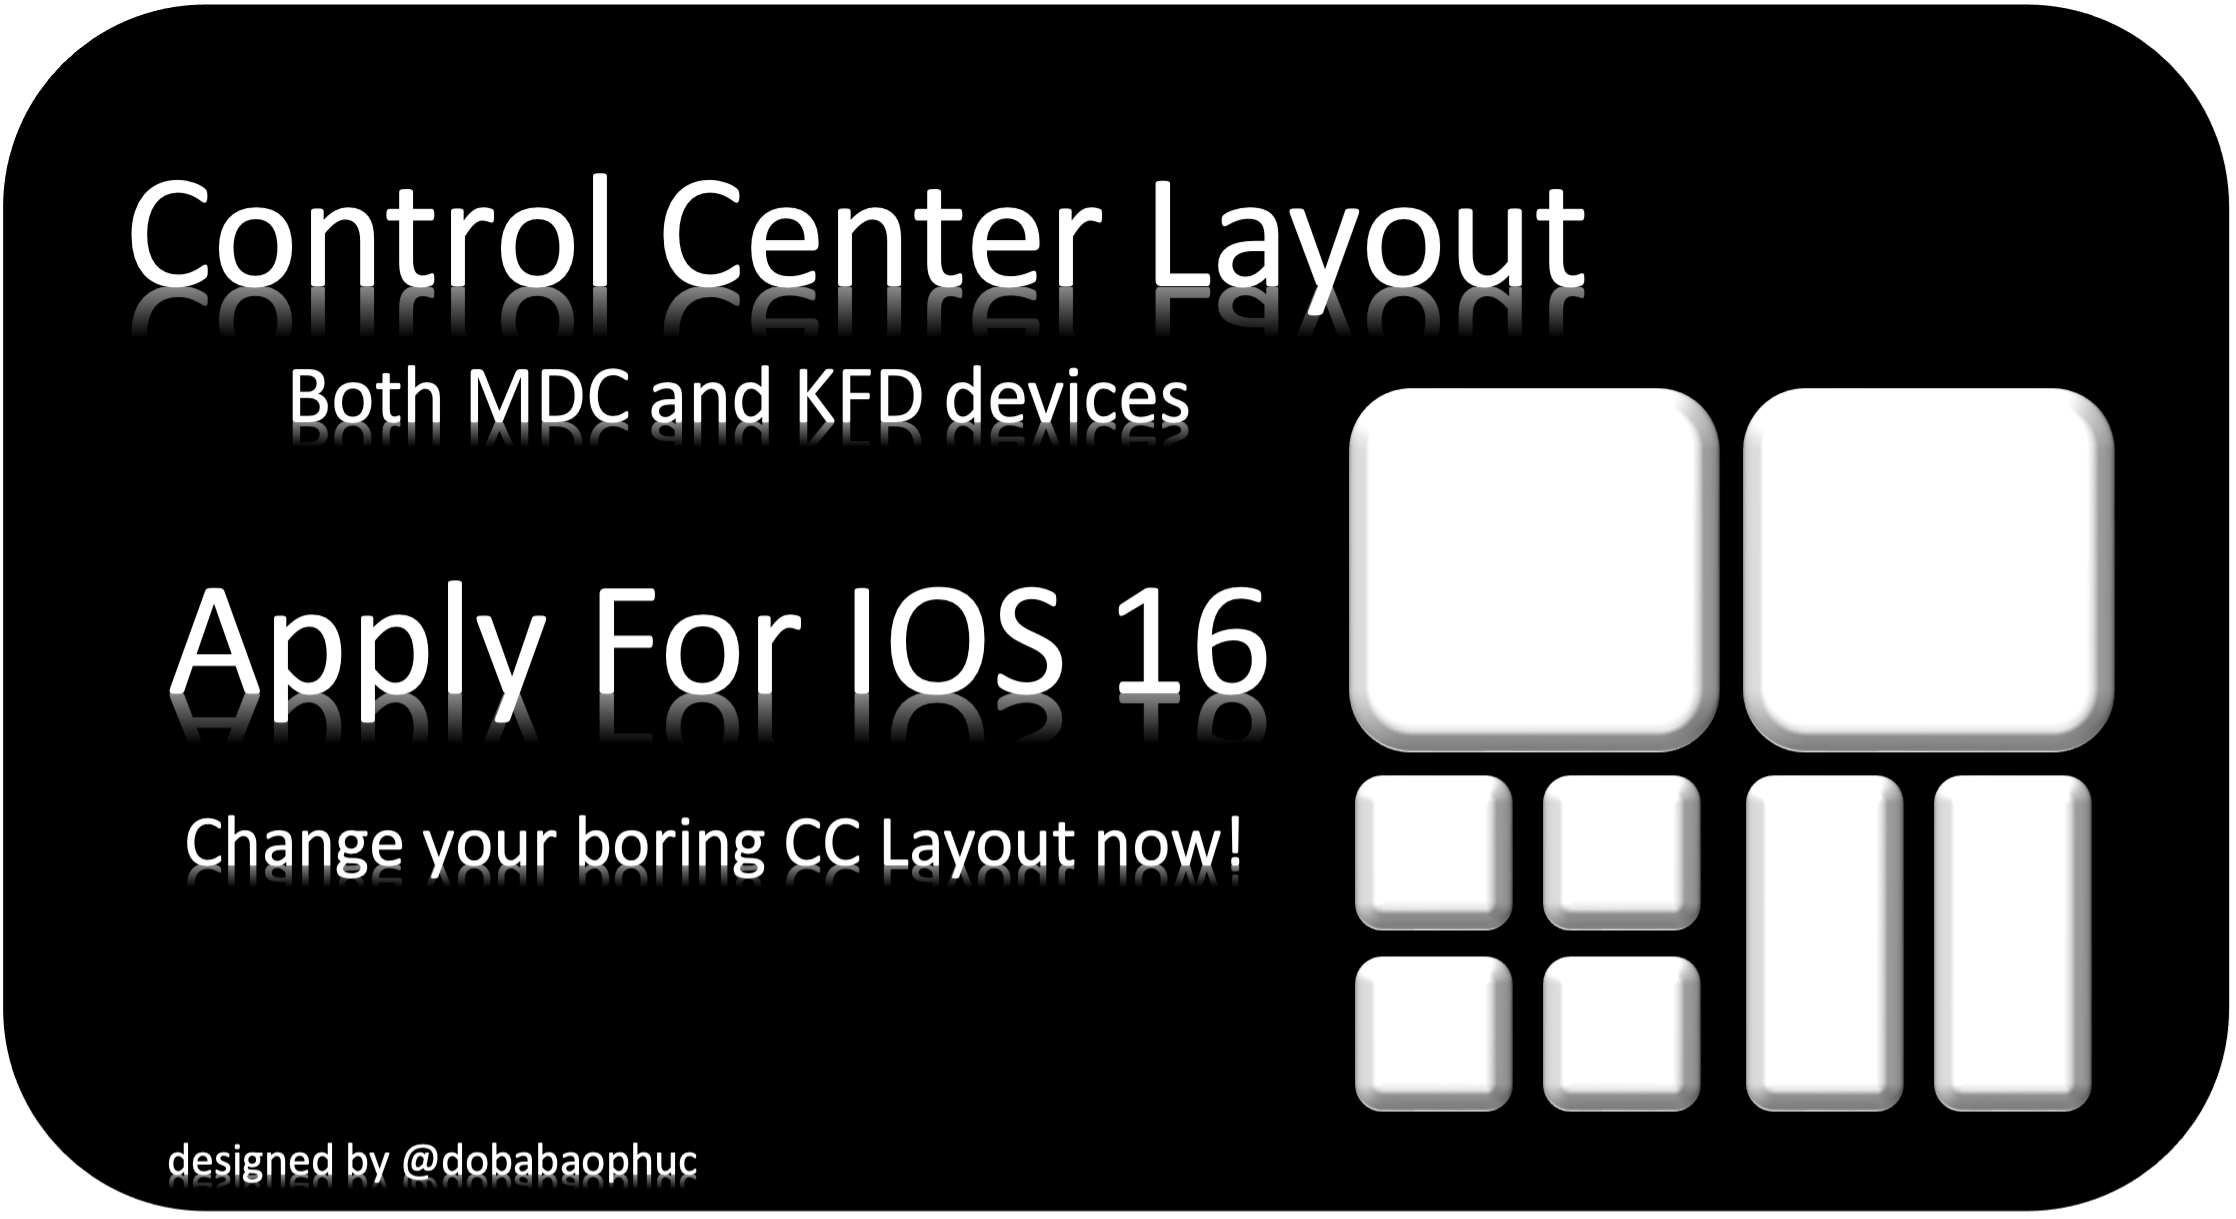 Control Center Layout
Both MDC and KFD devices
Apply For IOS 16
Change your boring CC Layout now!
designed by @dobabaophuc